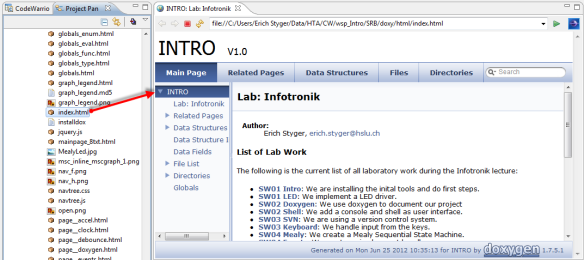 CodeWarrio
Project Pan
globals_enum.html
globals_eval.html
globals_func.html
globals_type.html
globals.html
graph_legend.html
graph_legend.md5
graph_legend.png
index.html
installdox
jquery.js
mainpage_8txt.html
MealyLed.jpg
msc_inline_mscgraph_1.png
nav_f.png
nav_h.png
navtree.css
navtree.js
open.png
page__accel.html
page__clock.html
page__debounce.html
page__doxygen.html
page__events.html
INTRO: Lab: Infotronik
file://C:/Users/Erich Styger/Data/HTA/CW/wsp_Intro/SRB/doxy/html/index.html
INTRO V1.0
Main Page
Related Pages
Data Structures
Files
Directories
Search
INTRO
Lab: Infotronik
Related Pages
Data Structures
Data Structure I
Data Fields
File List
Directories
Globals
Lab: Infotronik
Author:
Erich Styger, erich.styger@hslu.ch
List of Lab Work
The following is the current list of all laboratory work during the Infotronik lecture:
SW01 Intro: We are installing the inital tools and do first steps.
SW01 LED: We implement a LED driver.
SW02 Doxygen: We use doxygen to document our project
SW02 Shell: We add a console and shell as user interface.
SW03 SVN: We are using a version control system.
SW03 Keyboard: We handle input from the keys.
SW04 Mealy: We create a Mealy Sequential State Machine.
Generated on Mon Jun 25 2012 10:35:13 for INTRO by doxygen 1.7.5.1